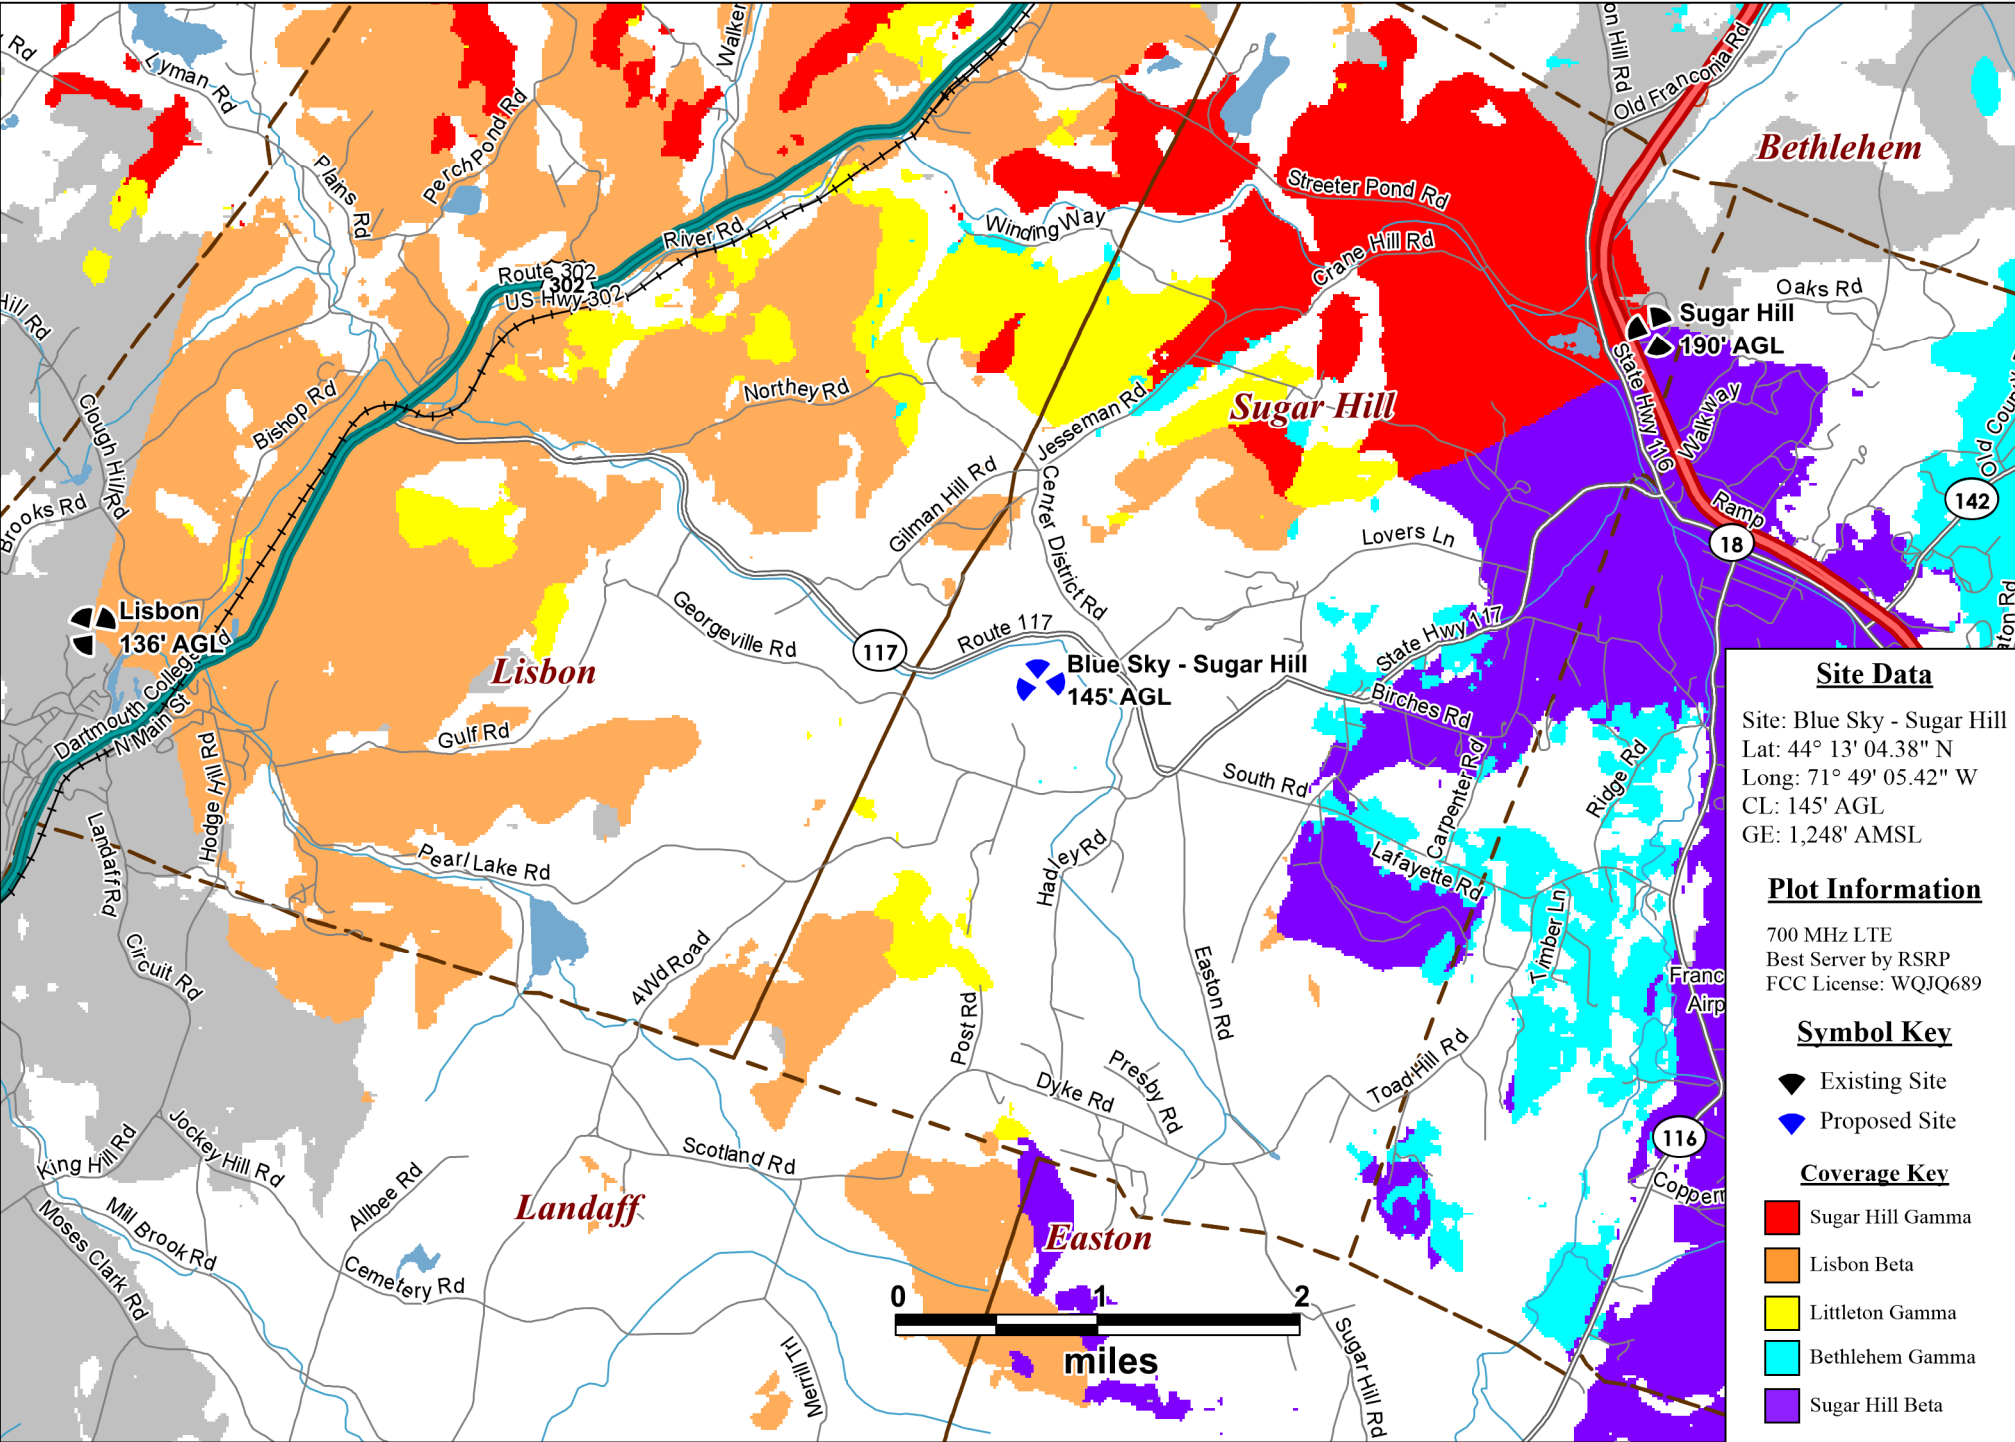 Rd
Lyman Rd
Walker
on Hill Rd
Old Franconia Rd
Bethlehem
Perch Pond Rd
Plains Rd
Streeter Pond Rd
Winding Way
River Rd
Crane Hill Rd
Route 302
302
US Hwy 302
Oaks Rd
Hill Rd
Sugar Hill
190' AGL
State Hwy 116
Walkway
Northey Rd
Bishop Rd
Sugar Hill
Jesseman Rd
Clough Hill Rd
Old Coun
142
Brooks Rd
Gilman Hill Rd
Center District Rd
Ramp
Lovers Ln
18
Lisbon
136' AGL
Georgeville Rd
117
Route 117
State Hwy 117
aton Rd
Lisbon
Blue Sky - Sugar Hill
145' AGL
Birches Rd
Dartmouth College Rd
N Main St
Gulf Rd
Hodge Hill Rd
South Rd
Carpenter Rd
Ridge Rd
Landaff Rd
Pearl Lake Rd
Hadley Rd
Lafayette Rd
Timber Ln
Circuit Rd
4Wd Road
Easton Rd
Franc
Airp
Post Rd
Toad Hill Rd
Dyke Rd
Presby Rd
116
King Hill Rd
Jockey Hill Rd
Scotland Rd
Allbee Rd
Coppern
Moses Clark Rd
Mill Brook Rd
Landaff
Easton
Cemetery Rd
Merrill Trl
Sugar Hill Rd
0 1 2
miles
Site Data
Site: Blue Sky - Sugar Hill
Lat: 44° 13' 04.38" N
Long: 71° 49' 05.42" W
CL: 145' AGL
GE: 1,248' AMSL
Plot Information
700 MHz LTE
Best Server by RSRP
FCC License: WQJQ689
Symbol Key
Existing Site
Proposed Site
Coverage Key
Sugar Hill Gamma
Lisbon Beta
Littleton Gamma
Bethlehem Gamma
Sugar Hill Beta